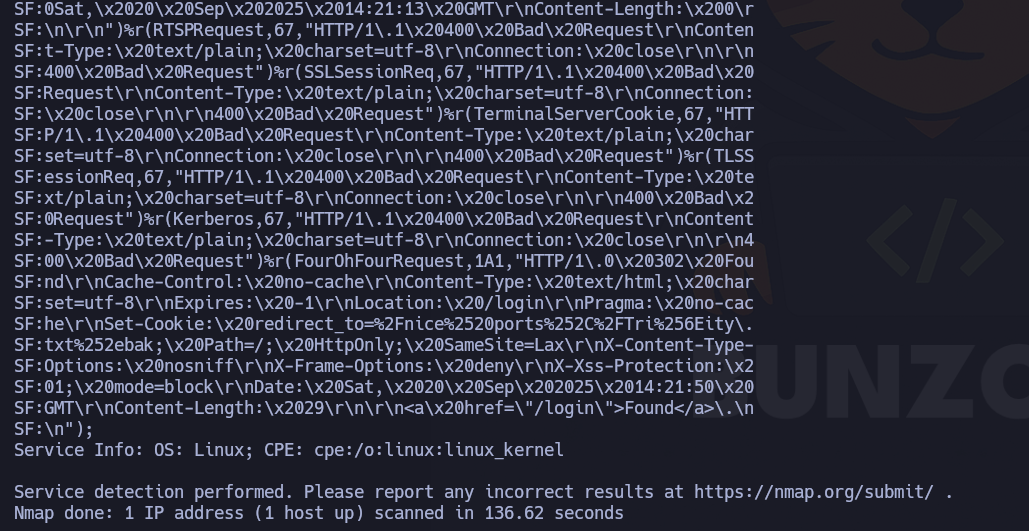 SF:0Sat,\x2020\x20Sep\x202025\x2014:21:13\x20GMT\r\nContent-Length:\x200\r
SF:\n\r\n")%r(RTSPRequest,67,"HTTP/1\.1\x20400\x20Bad\x20Request\r\nConten
SF:t-Type:\x20text/plain;\x20charset=utf-8\r\nConnection:\x20close\r\n\r\n
SF:400\x20Bad\x20Request")%r(SSLSessionReq,67,"HTTP/1\.1\x20400\x20Bad\x20
SF:Request\r\nContent-Type:\x20text/plain;\x20charset=utf-8\r\nConnection:
SF:\x20close\r\n\r\n400\x20Bad\x20Request")%r(TerminalServerCookie,67,"HTT
SF:P/1\.1\x20400\x20Bad\x20Request\r\nContent-Type:\x20text/plain;\x20char
SF:set=utf-8\r\nConnection:\x20close\r\n\r\n400\x20Bad\x20Request")%r(TLSS
SF:essionReq,67,"HTTP/1\.1\x20400\x20Bad\x20Request\r\nContent-Type:\x20te
SF:xt/plain;\x20charset=utf-8\r\nConnection:\x20close\r\n\r\n400\x20Bad\x2
SF:0Request")%r(Kerberos,67,"HTTP/1\.1\x20400\x20Bad\x20Request\r\nContent
SF:-Type:\x20text/plain;\x20charset=utf-8\r\nConnection:\x20close\r\n\r\n4
SF:00\x20Bad\x20Request")%r(FourOhFourRequest,1A1,"HTTP/1\.0\x20302\x20Fou
SF:nd\r\nCache-Control:\x20no-cache\r\nContent-Type:\x20text/html;\x20char
SF:set=utf-8\r\nExpires:\x20-1\r\nLocation:\x20/login\r\nPragma:\x20no-cac
SF:he\r\nSet-Cookie:\x20redirect_to=%2Fnice%2520ports%252C%2FTri%256Eity\.
SF:txt%252ebak;\x20Path=/;\x20HttpOnly;\x20SameSite=Lax\r\nX-Content-Type-
SF:Options:\x20nosniff\r\nX-Frame-Options:\x20deny\r\nX-Xss-Protection:\x2
SF:01;\x20mode=block\r\nDate:\x20Sat,\x2020\x20Sep\x202025\x2014:21:50\x20
SF:GMT\r\nContent-Length:\x2029\r\n\r\n<a\x20href=\"/login\">Found</a>\.\n
SF:\n");
Service Info: OS: Linux; CPE: cpe:/o:linux:linux_kernel

Service detection performed. Please report any incorrect results at https://nmap.org/submit/ .
Nmap done: 1 IP address (1 host up) scanned in 136.62 seconds